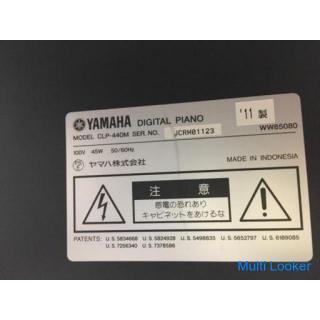 YAMAHA DIGITAL PIANO
'11 製
MODEL CLP-440M SER. NO. UCRM01123
WW85080
100V 45W 50/60Hz
ヤマハ株式会社
MADE IN INDONESIA
注 意
感電の恐れあり
キャビネットをあけるな
PATENTS: U.S.5834668 U.S.5824928 U.S.5498835 U.S.5652797 U.S.6189085
U.S.7256340 U.S.7378586
Multi Looker